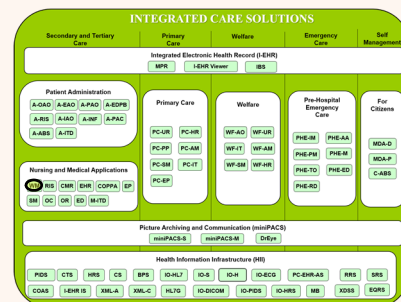 INTEGRATED CARE SOLUTIONS
Secondary and Tertiary Care
Primary Care
Welfare
Emergency Care
Self Management
Integrated Electronic Health Record (I-EHR)
MPR I-EHR Viewer IBS
Patient Administration
A-OAO A-EAO A-PAO A-EDPB
A-RIS A-IAO A-INF A-PAC
A-ABS A-ITD
Nursing and Medical Applications
RIS CMR EHR COPPA EP
SM OC OR ED M-ITD
Primary Care
PC-UR PC-HR
PC-PP PC-AM
PC-SM PC-IT
PC-EP
Welfare
WF-AO WF-UR
WF-IT WF-AM
WF-SM WF-HR
Pre-Hospital Emergency Care
PHE-IM PHE-AA
PHE-PM PHE-M
PHE-TO PHE-ED
PHE-RD
For Citizens
MDA-D
MDA-P
C-ABS
Picture Archiving and Communication (miniPACS)
miniPACS-S miniPACS-M DrEye
Health Information Infrastructure (HII)
PIDS CTS HRS CS BPS IO-HL7 IO-S IO-H IO-ECG PC-EHR-AS RRS SRS
COAS I-EHR IS XML-A XML-C HL7G IO-DICOM IO-PIDS IO-HRS MB XDSS EQRS